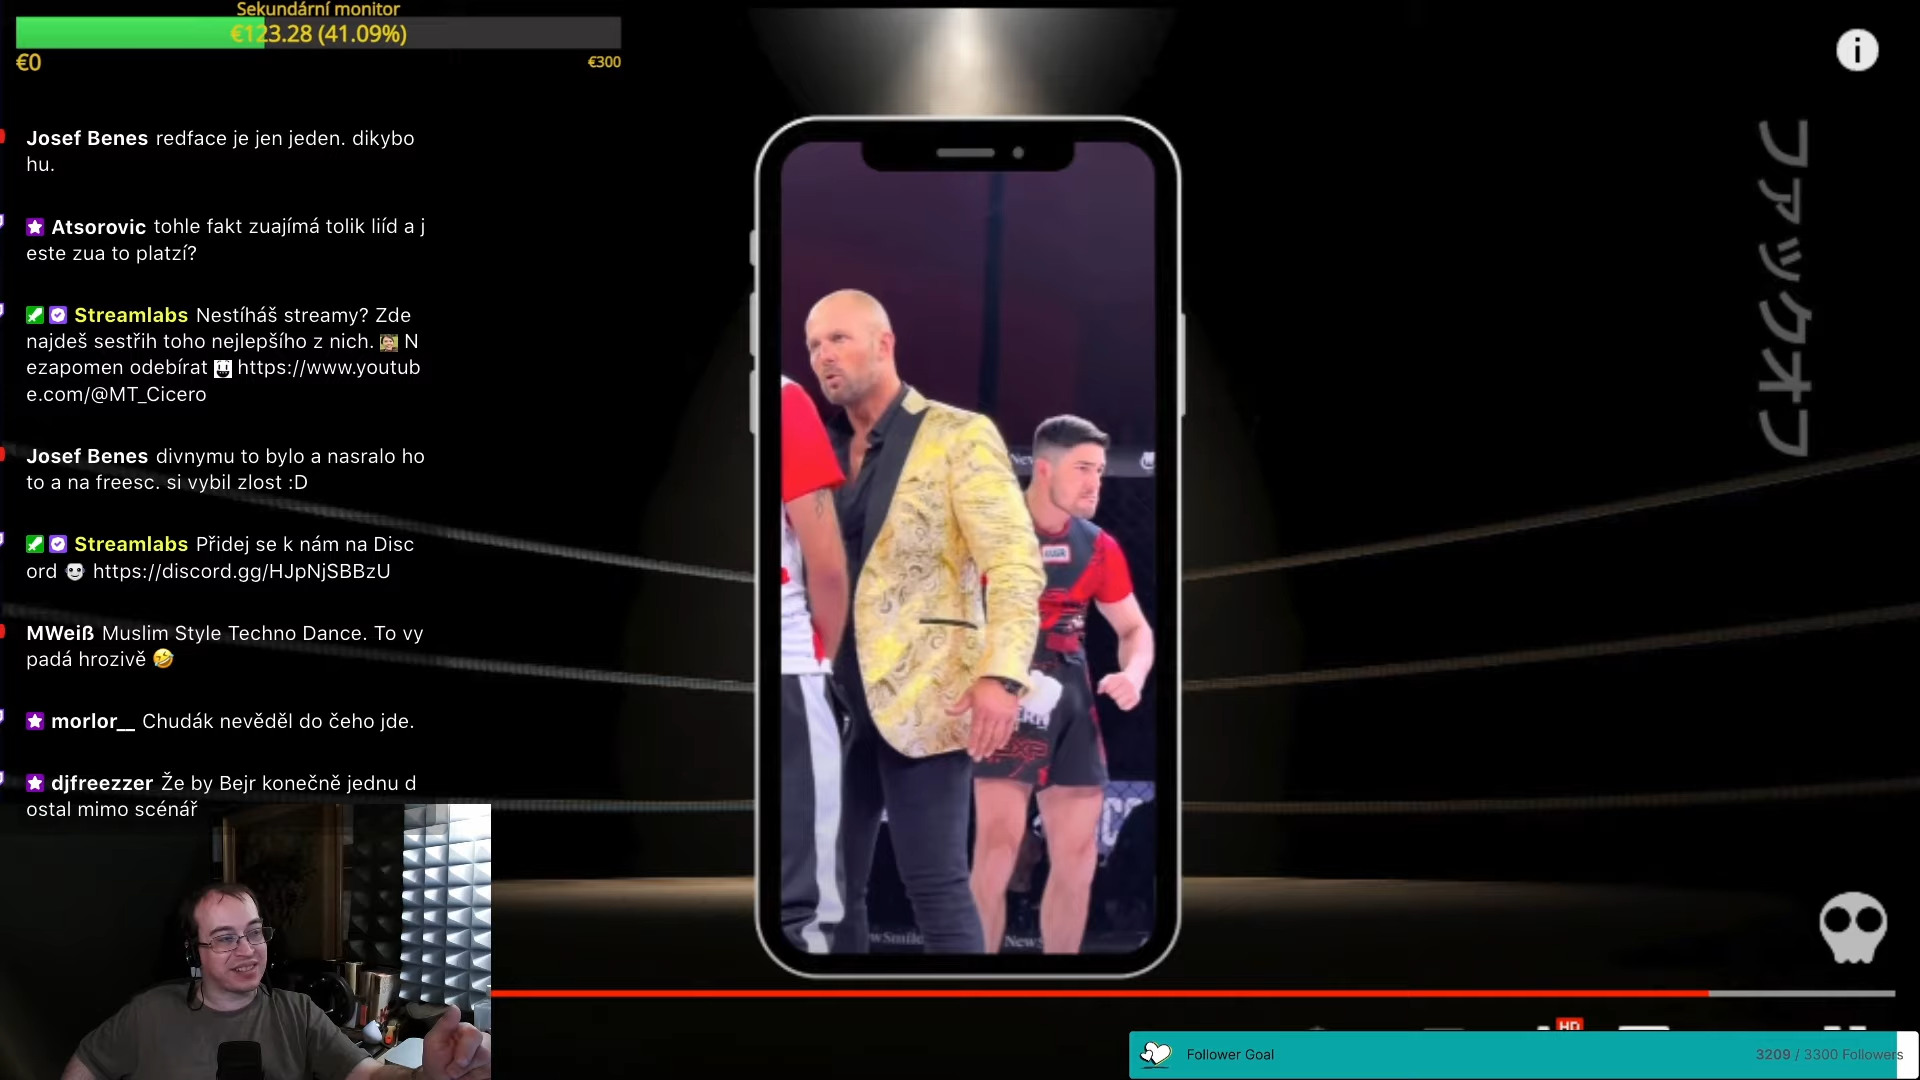 Sekundární monitor
€123.28 (41.09%)
€0
€300
Josef Benes redface je jen jeden. dikybo
hu.
Atsorovic tohle fakt zuajímá tolik liíd a j
este zua to platzí?
Streamlabs Nestíháš streamy? Zde
najdeš sestřih toho nejlepšího z nich. N
ezapomen odebírat https://www.youtub
e.com/@MT_Cicero
Josef Benes divnymu to bylo a nasralo ho
to a na freesc. si vybil zlost :D
Streamlabs Přidej se k nám na Disc
ord https://discord.gg/HJpNjSBBzU
MWeiß Muslim Style Techno Dance. To vy
padá hrozivě 🤣
morlor__ Chudák nevěděl do čeho jde.
djfreezzer Že by Bejr konečně jednu d
ostal mimo scénář
ファックオフ
HD
Follower Goal
3209 / 3300 Followers